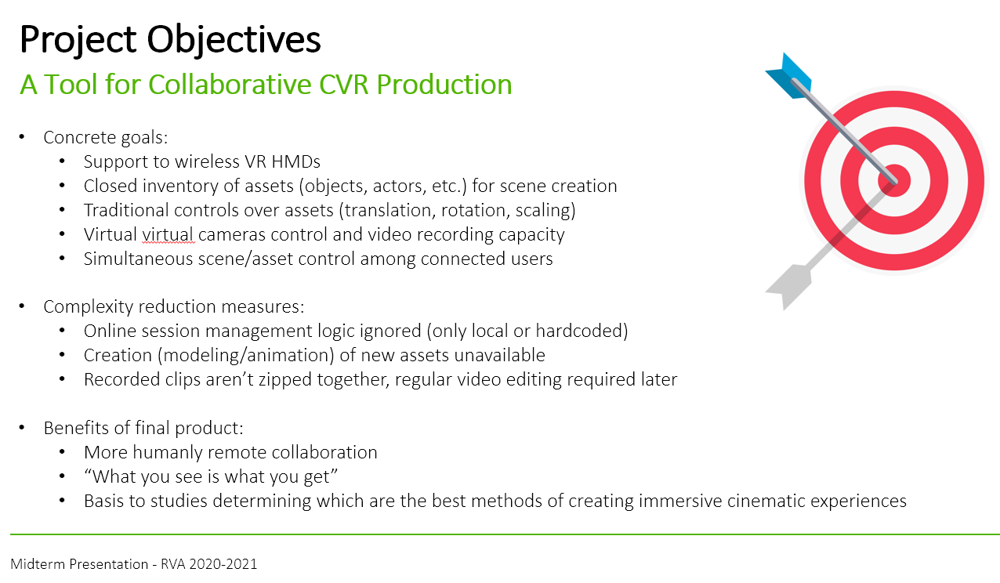 Project Objectives
A Tool for Collaborative CVR Production
• Concrete goals:
• Support to wireless VR HMDs
• Closed inventory of assets (objects, actors, etc.) for scene creation
• Traditional controls over assets (translation, rotation, scaling)
• Virtual virtual cameras control and video recording capacity
• Simultaneous scene/asset control among connected users
• Complexity reduction measures:
• Online session management logic ignored (only local or hardcoded)
• Creation (modeling/animation) of new assets unavailable
• Recorded clips aren’t zipped together, regular video editing required later
• Benefits of final product:
• More humanly remote collaboration
• “What you see is what you get”
• Basis to studies determining which are the best methods of creating immersive cinematic experiences
Midterm Presentation - RVA 2020-2021